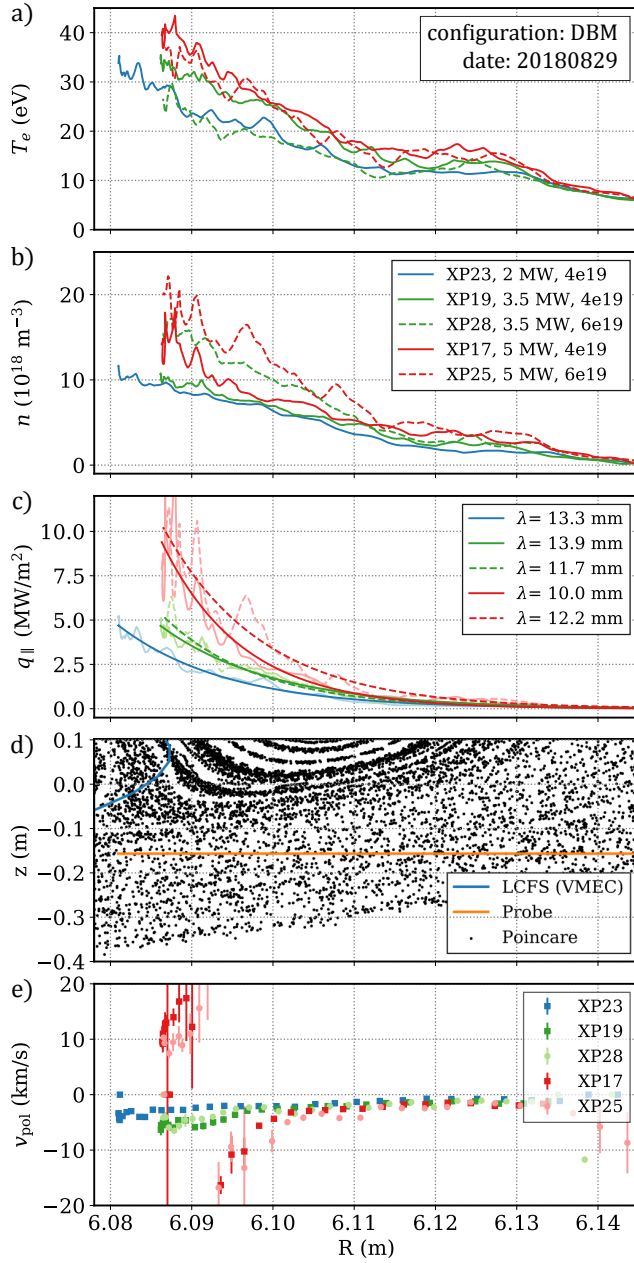 a)
configuration: DBM
date: 20180829
40
30
20
10
0
T_e (eV)
b)
XP23, 2 MW, 4e19
XP19, 3.5 MW, 4e19
XP28, 3.5 MW, 6e19
XP17, 5 MW, 4e19
XP25, 5 MW, 6e19
20
10
0
n (10^18 m^−3)
c)
λ= 13.3 mm
λ= 13.9 mm
λ= 11.7 mm
λ= 10.0 mm
λ= 12.2 mm
10.0
7.5
5.0
2.5
0.0
q_∥ (MW/m^2)
d)
0.1
0.0
−0.1
−0.2
−0.3
−0.4
z (m)
LCFS (VMEC)
Probe
Poincare
e)
20
10
0
−10
−20
v_pol (km/s)
XP23
XP19
XP28
XP17
XP25
6.08 6.09 6.10 6.11 6.12 6.13 6.14
R (m)